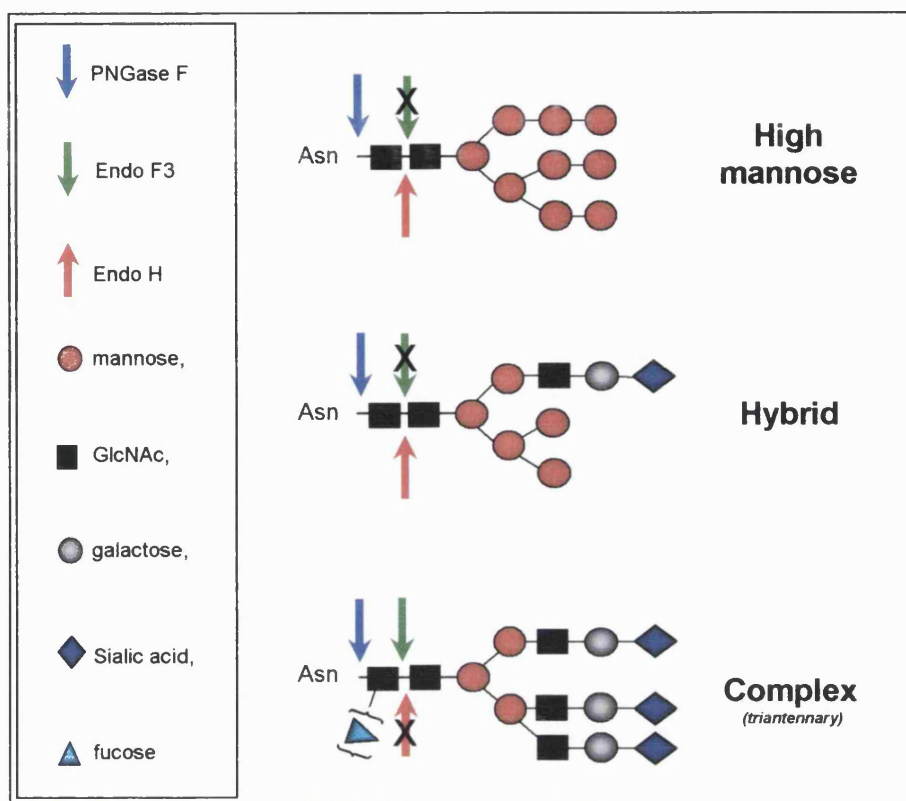 PNGase F
Endo F3
Endo H
mannose,
GlcNAc,
galactose,
Sialic acid,
fucose
Asn
X
High
mannose
Asn
X
Hybrid
Asn
X
Complex
(triantennary)